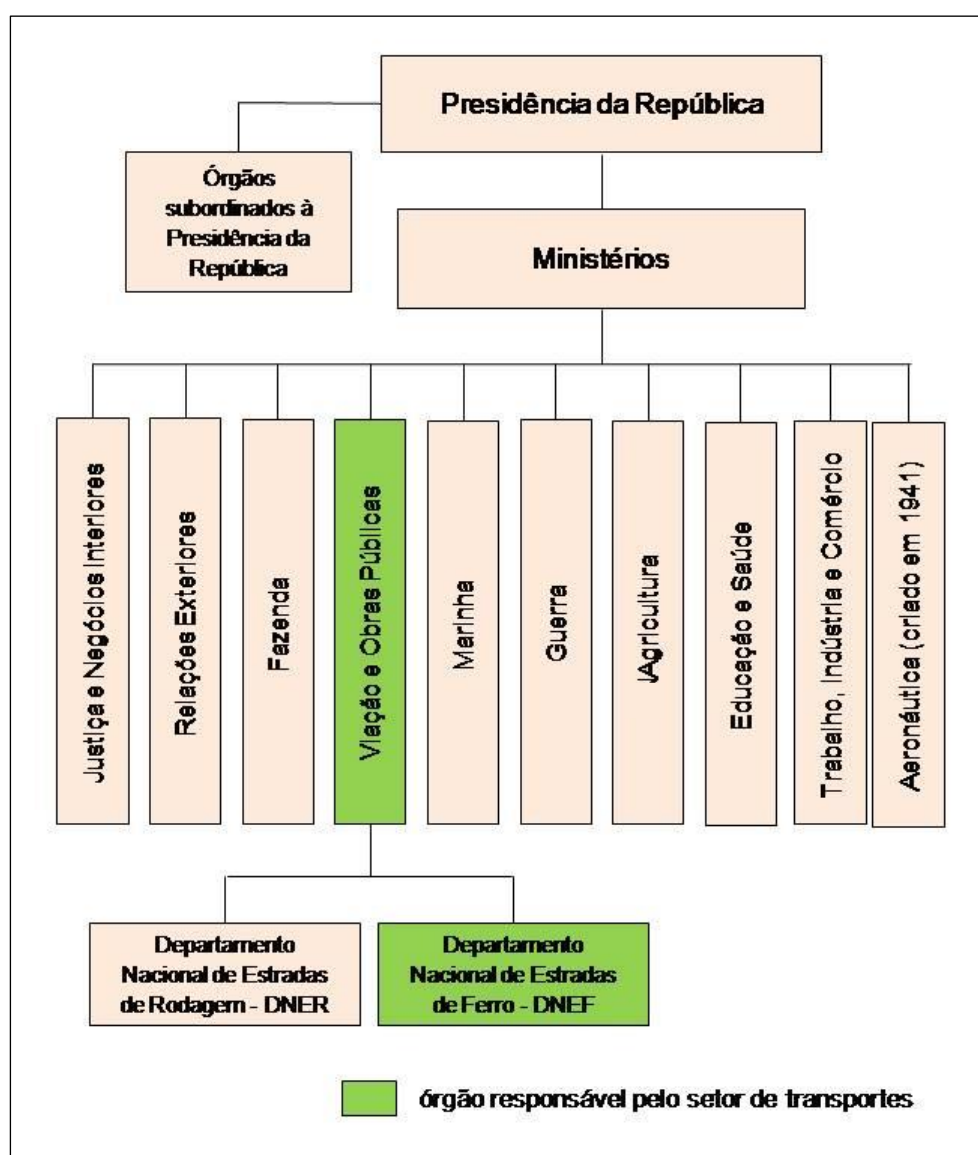 Presidência da República
Órgãos
subordinados à
Presidência da
República
Ministérios
Justiça e Negócios Interiores
Relações Exteriores
Fazenda
Viação e Obras Públicas
Marinha
Guerra
|Agricultura
Educação e Saúde
Trabalho, Indústria e Comércio
Aeronáutica (criado em 1941)
Departamento
Nacional de Estradas
de Rodagem - DNER
Departamento
Nacional de Estradas
de Ferro - DNEF
órgão responsável pelo setor de transportes